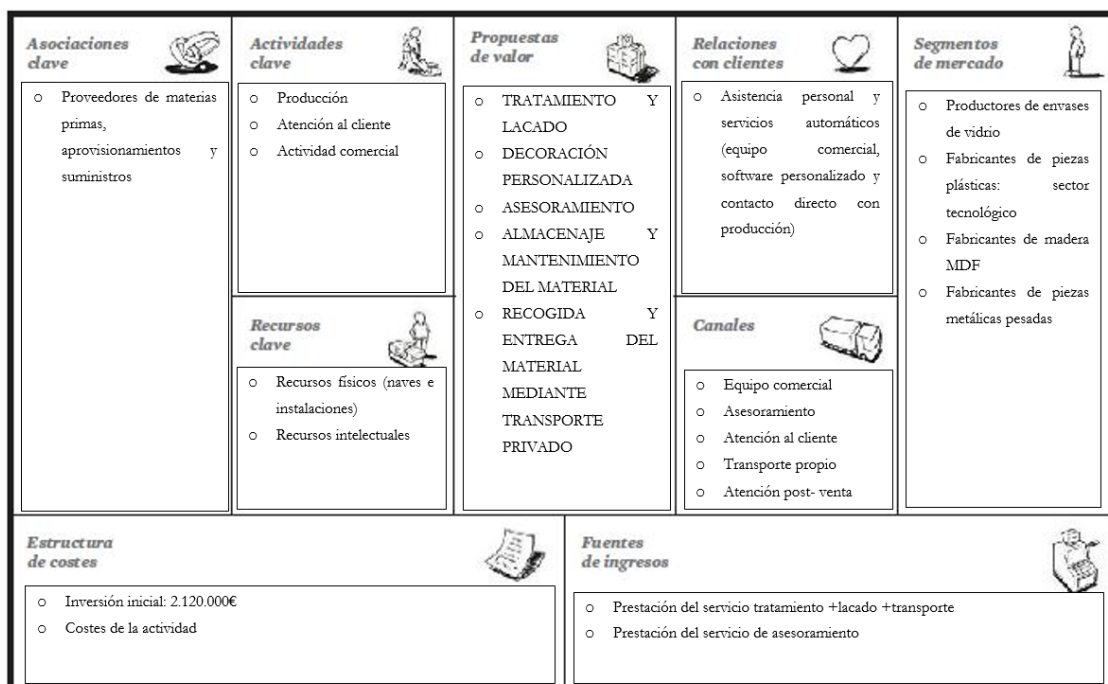 Asociaciones
clave
o Proveedores de materias
primas,
aprovisionamientos y
suministros
Actividades
clave
o Producción
o Atención al cliente
o Actividad comercial
Recursos
clave
o Recursos físicos (naves e
instalaciones)
o Recursos intelectuales
Propuestas
de valor
o TRATAMIENTO Y
LACADO
o DECORACIÓN
PERSONALIZADA
o ASESORAMIENTO
o ALMACENAJE Y
MANTENIMIENTO
DEL MATERIAL
o RECOGIDA Y
ENTREGA DEL
MATERIAL
MEDIANTE
TRANSPORTE
PRIVADO
Relaciones
con clientes
o Asistencia personal y
servicios automáticos
(equipo comercial,
software personalizado y
contacto directo con
producción)
Canales
o Equipo comercial
o Asesoramiento
o Atención al cliente
o Transporte propio
o Atención post- venta
Segmentos
de mercado
o Productores de envases
de vidrio
o Fabricantes de piezas
plásticas: sector
tecnológico
o Fabricantes de madera
MDF
o Fabricantes de piezas
metálicas pesadas
Estructura
de costes
o Inversión inicial: 2.120.000€
o Costes de la actividad
Fuentes
de ingresos
o Prestación del servicio tratamiento +lacado +transporte
o Prestación del servicio de asesoramiento